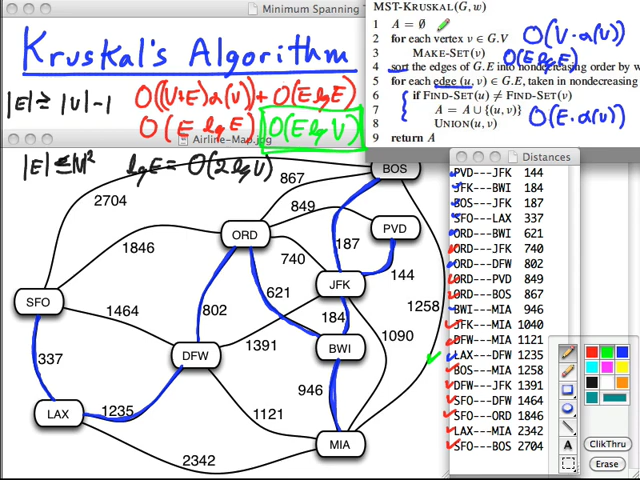 Minimum Spanning T
Kruskal's Algorithm
|E| ≥ |V| - 1
O((V+E)α(V)) + O(E lg E)
O(E lg E) O(E lg V)
MST-KRUSKAL(G, w)
1 A = ∅
2 for each vertex v ∈ G.V
3 MAKE-SET(v)
4 sort the edges of G.E into nondecreasing order by w
5 for each edge (u, v) ∈ G.E, taken in nondecreasing
6 if FIND-SET(u) ≠ FIND-SET(v)
7 A = A ∪ {(u, v)}
8 UNION(u, v)
9 return A
O(V·α(V))
O(E lg E)
O(E·α(V))
Airline-Map.jpg
lg E = O(2 lg V)
BOS
2704
867
849
ORD
PVD
1846
187
740
144
JFK
SFO
1464
802
621
1258
184
1090
DFW
1391
BWI
337
946
LAX
1235
1121
MIA
2342
Distances
PVD---JFK 144
JFK---BWI 184
BOS---JFK 187
SFO---LAX 337
ORD---BWI 621
ORD---JFK 740
ORD---DFW 802
ORD---PVD 849
ORD---BOS 867
BWI---MIA 946
JFK---MIA 1040
DFW---MIA 1121
LAX---DFW 1235
BOS---MIA 1258
DFW---JFK 1391
SFO---DFW 1464
SFO---ORD 1846
LAX---MIA 2342
SFO---BOS 2704
A
ClickThru
Clear